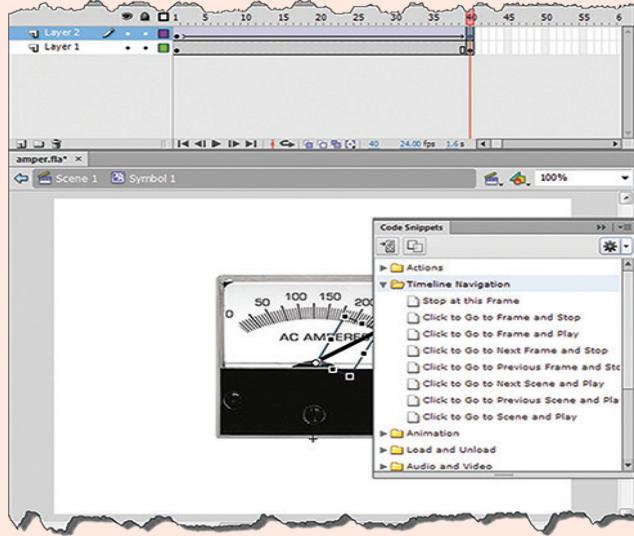 1 5 10 15 20 25 30 35 40 45 50 55 6
Layer 2
Layer 1
40 24.00 fps 1.6 s
amper.fla* ×
Scene 1 Symbol 1 100%
Code Snippets
Actions
Timeline Navigation
Stop at this Frame
Click to Go to Frame and Stop
Click to Go to Frame and Play
Click to Go to Next Frame and Stop
Click to Go to Previous Frame and Sto
Click to Go to Next Scene and Play
Click to Go to Previous Scene and Pla
Click to Go to Scene and Play
Animation
Load and Unload
Audio and Video
0 50 100 150 200
AC AMPERES